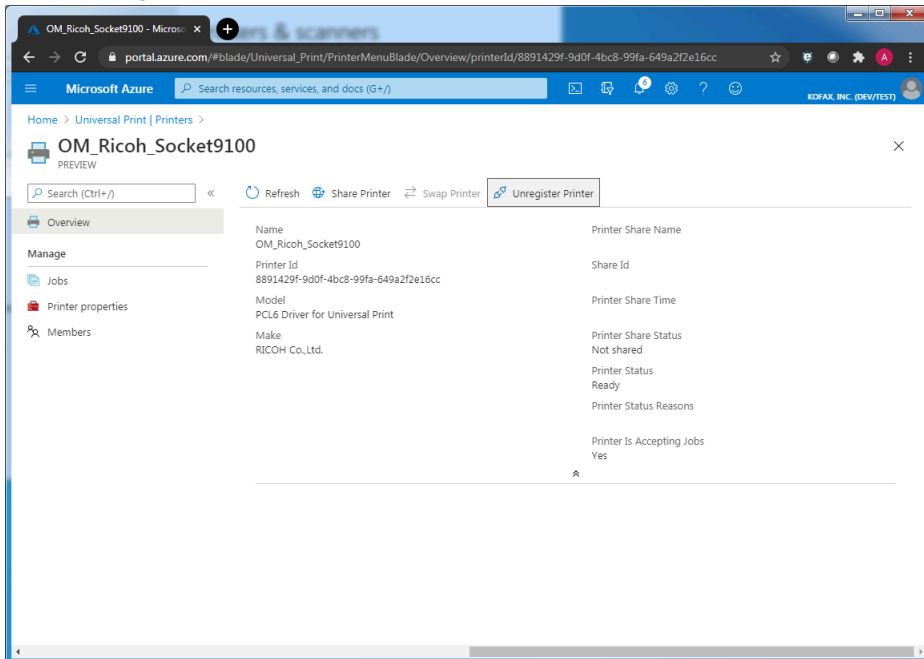 ers & scanners
OM_Ricoh_Socket9100 - Microso
portal.azure.com/#blade/Universal_Print/PrinterMenuBlade/Overview/printerId/8891429f-9d0f-4bc8-99fa-649a2f2e16cc
A
Microsoft Azure
Search resources, services, and docs (G+/)
6
KOFAX, INC. (DEV/TEST)
Home > Universal Print | Printers >
OM_Ricoh_Socket9100
PREVIEW
Search (Ctrl+/)
Refresh Share Printer Swap Printer Unregister Printer
Overview
Manage
Jobs
Printer properties
Members
Name
OM_Ricoh_Socket9100
Printer Id
8891429f-9d0f-4bc8-99fa-649a2f2e16cc
Model
PCL6 Driver for Universal Print
Make
RICOH Co.,Ltd.
Printer Share Name
Share Id
Printer Share Time
Printer Share Status
Not shared
Printer Status
Ready
Printer Status Reasons
Printer Is Accepting Jobs
Yes